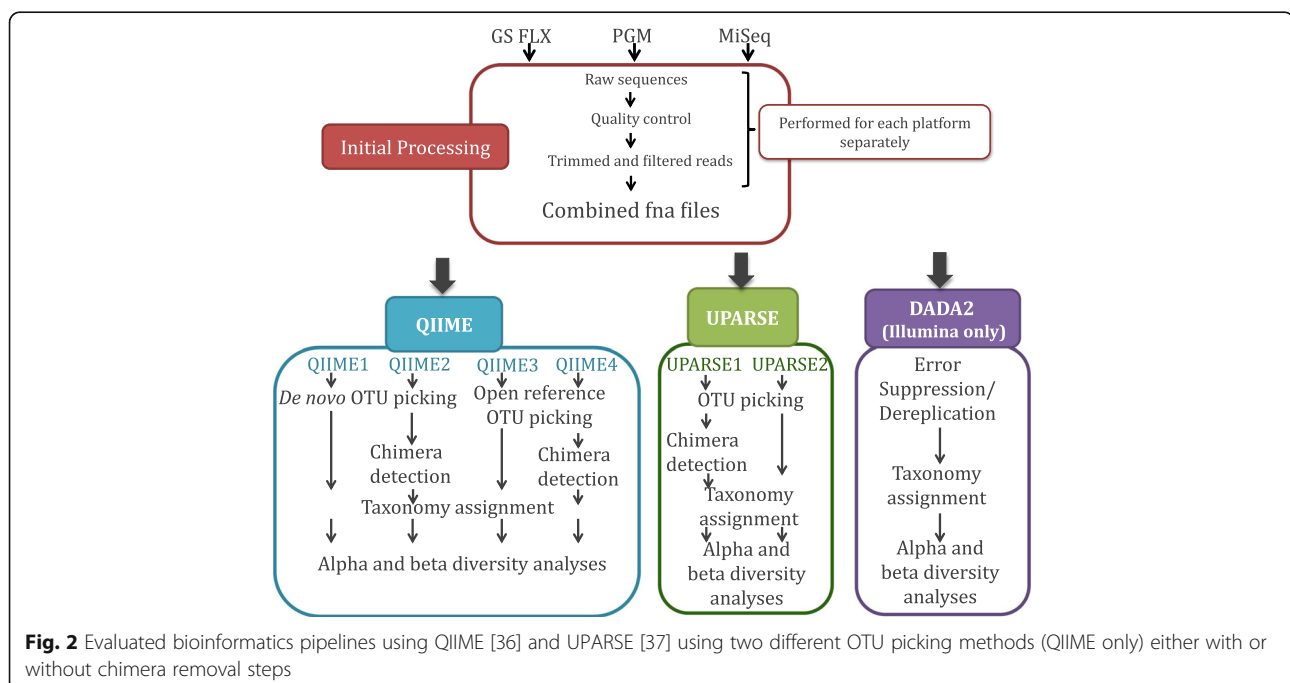 GS FLX PGM MiSeq
Raw sequences
Quality control
Trimmed and filtered reads
Combined fna files
Initial Processing
Performed for each platform
separately
QIIME
QIIME1 QIIME2 QIIME3 QIIME4
De novo OTU picking
Open reference
OTU picking
Chimera
detection
Chimera
detection
Taxonomy assignment
Alpha and beta diversity analyses
UPARSE
UPARSE1 UPARSE2
OTU picking
Chimera
detection
Taxonomy
assignment
Alpha and
beta diversity
analyses
DADA2
(Illumina only)
Error
Suppression/
Dereplication
Taxonomy
assignment
Alpha and
beta diversity
analyses
Fig. 2 Evaluated bioinformatics pipelines using QIIME [36] and UPARSE [37] using two different OTU picking methods (QIIME only) either with or
without chimera removal steps